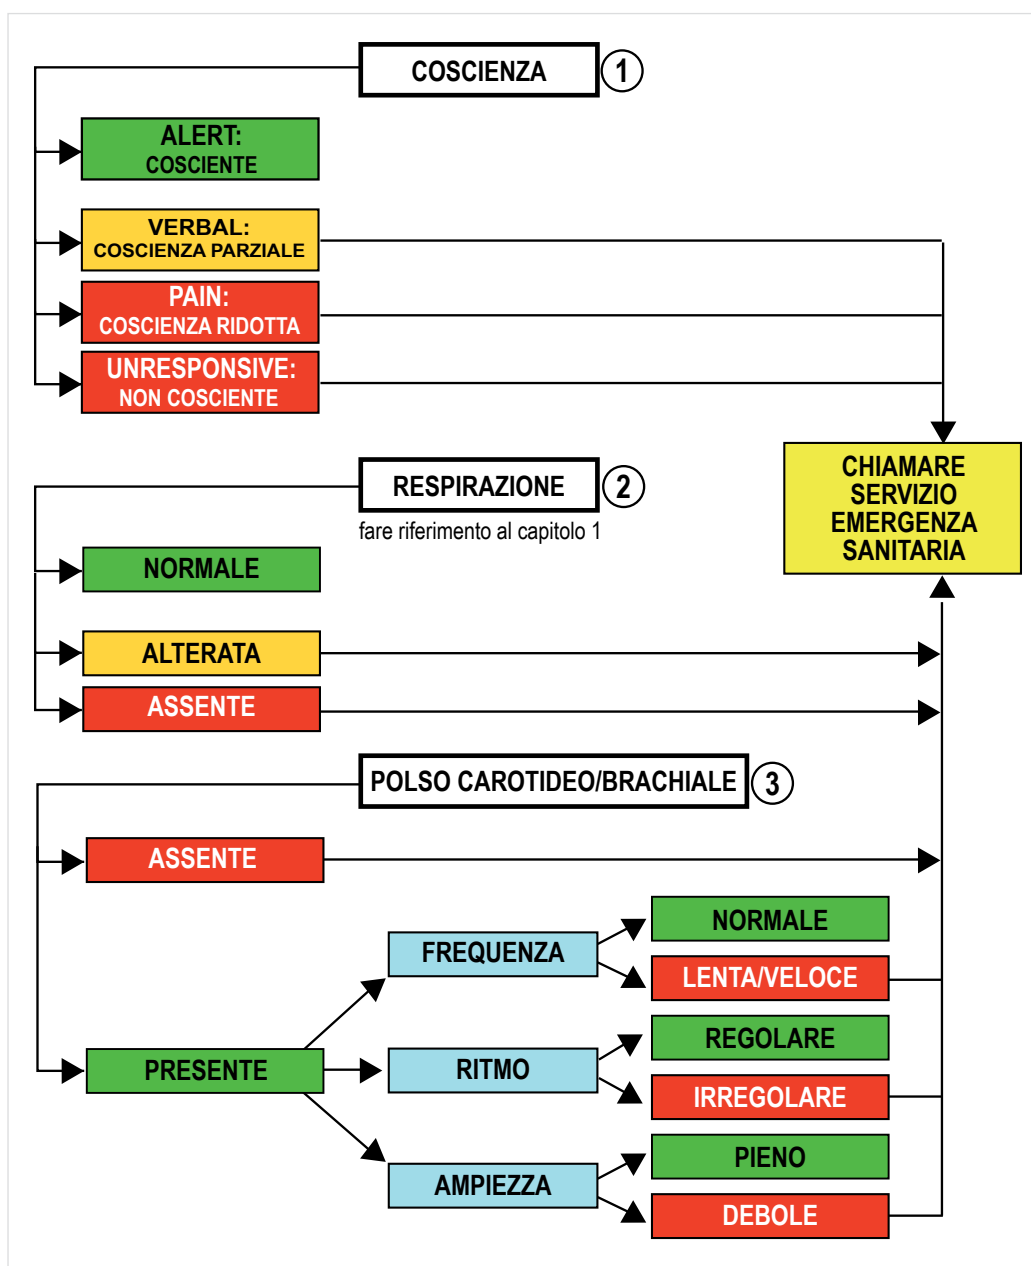 COSCIENZA 1
ALERT:
COSCIENTE
VERBAL:
COSCIENZA PARZIALE
PAIN:
COSCIENZA RIDOTTA
UNRESPONSIVE:
NON COSCIENTE
CHIAMARE
SERVIZIO
EMERGENZA
SANITARIA
RESPIRAZIONE 2
fare riferimento al capitolo 1
NORMALE
ALTERATA
ASSENTE
POLSO CAROTIDEO/BRACHIALE 3
ASSENTE
PRESENTE
FREQUENZA
NORMALE
LENTA/VELOCE
RITMO
REGOLARE
IRREGOLARE
AMPIEZZA
PIENO
DEBOLE